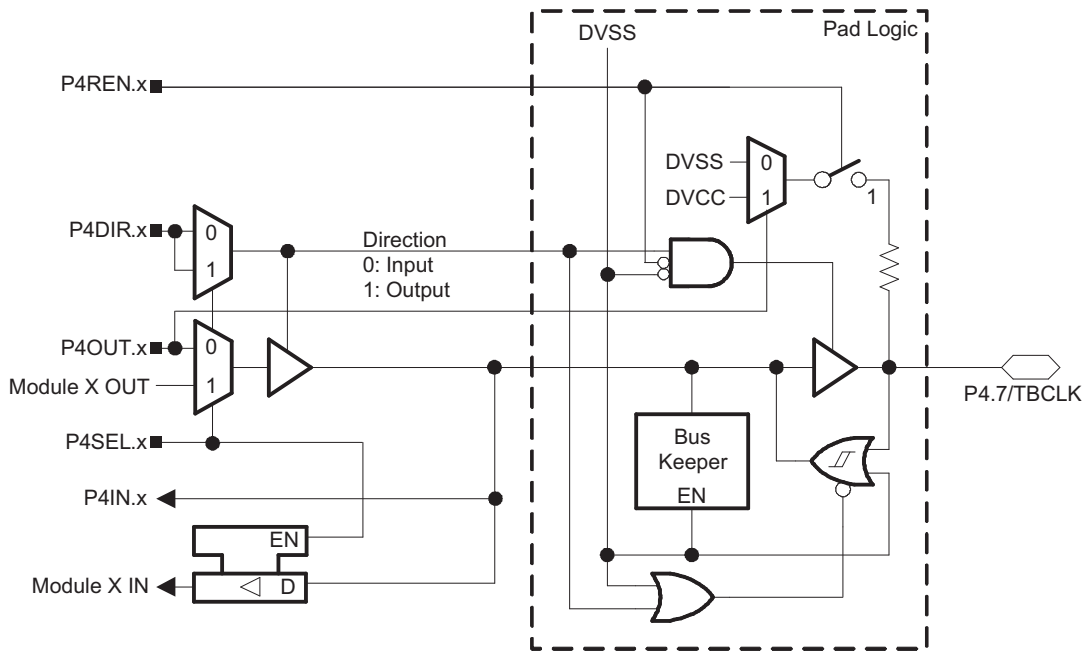 DVSS
Pad Logic
P4REN.x
DVSS
0
DVCC
1
1
P4DIR.x
0
1
Direction
0: Input
1: Output
P4OUT.x
0
Module X OUT
1
P4.7/TBCLK
P4SEL.x
Bus
Keeper
EN
P4IN.x
EN
Module X IN
D